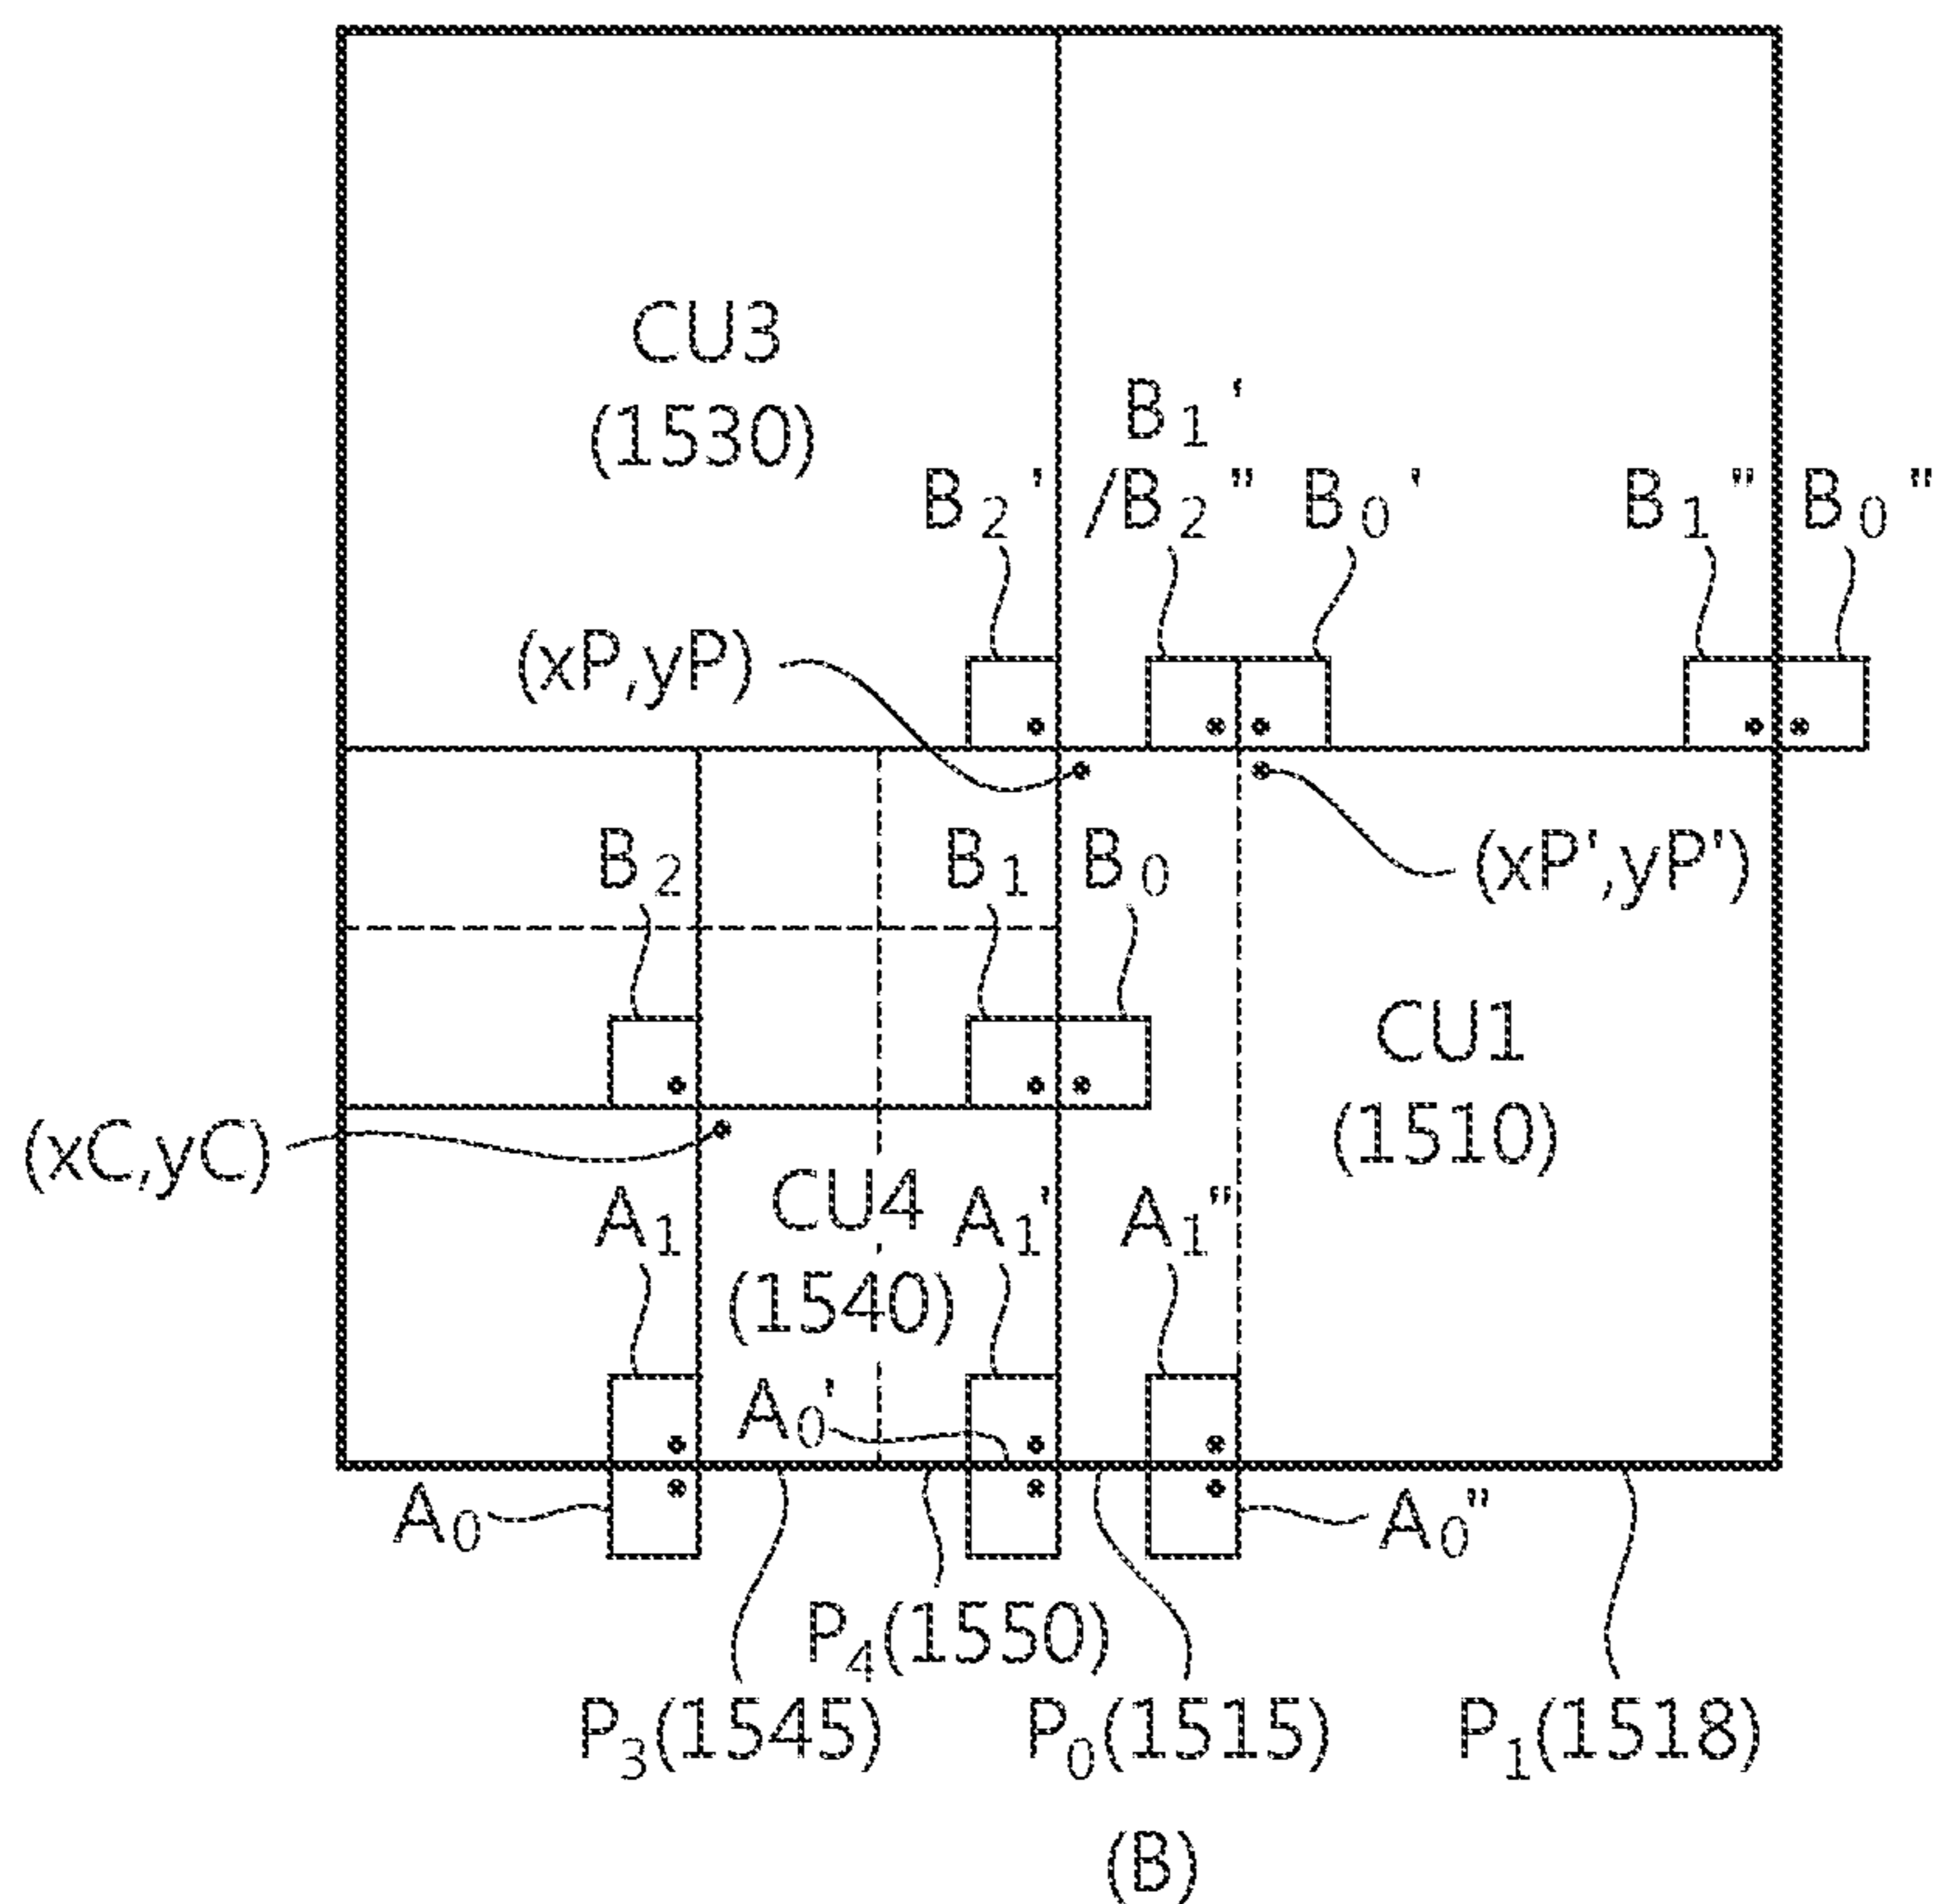 CU3
(1530)
B1'
B2' /B2" B0' B1" B0"
(xP,yP)
B2 B1 B0 (xP',yP')
CU1
(1510)
(xC,yC)
CU4
(1540)
A1 A1' A1"
A0'
A0 A0"
P4(1550)
P3(1545) P0(1515) P1(1518)
(B)